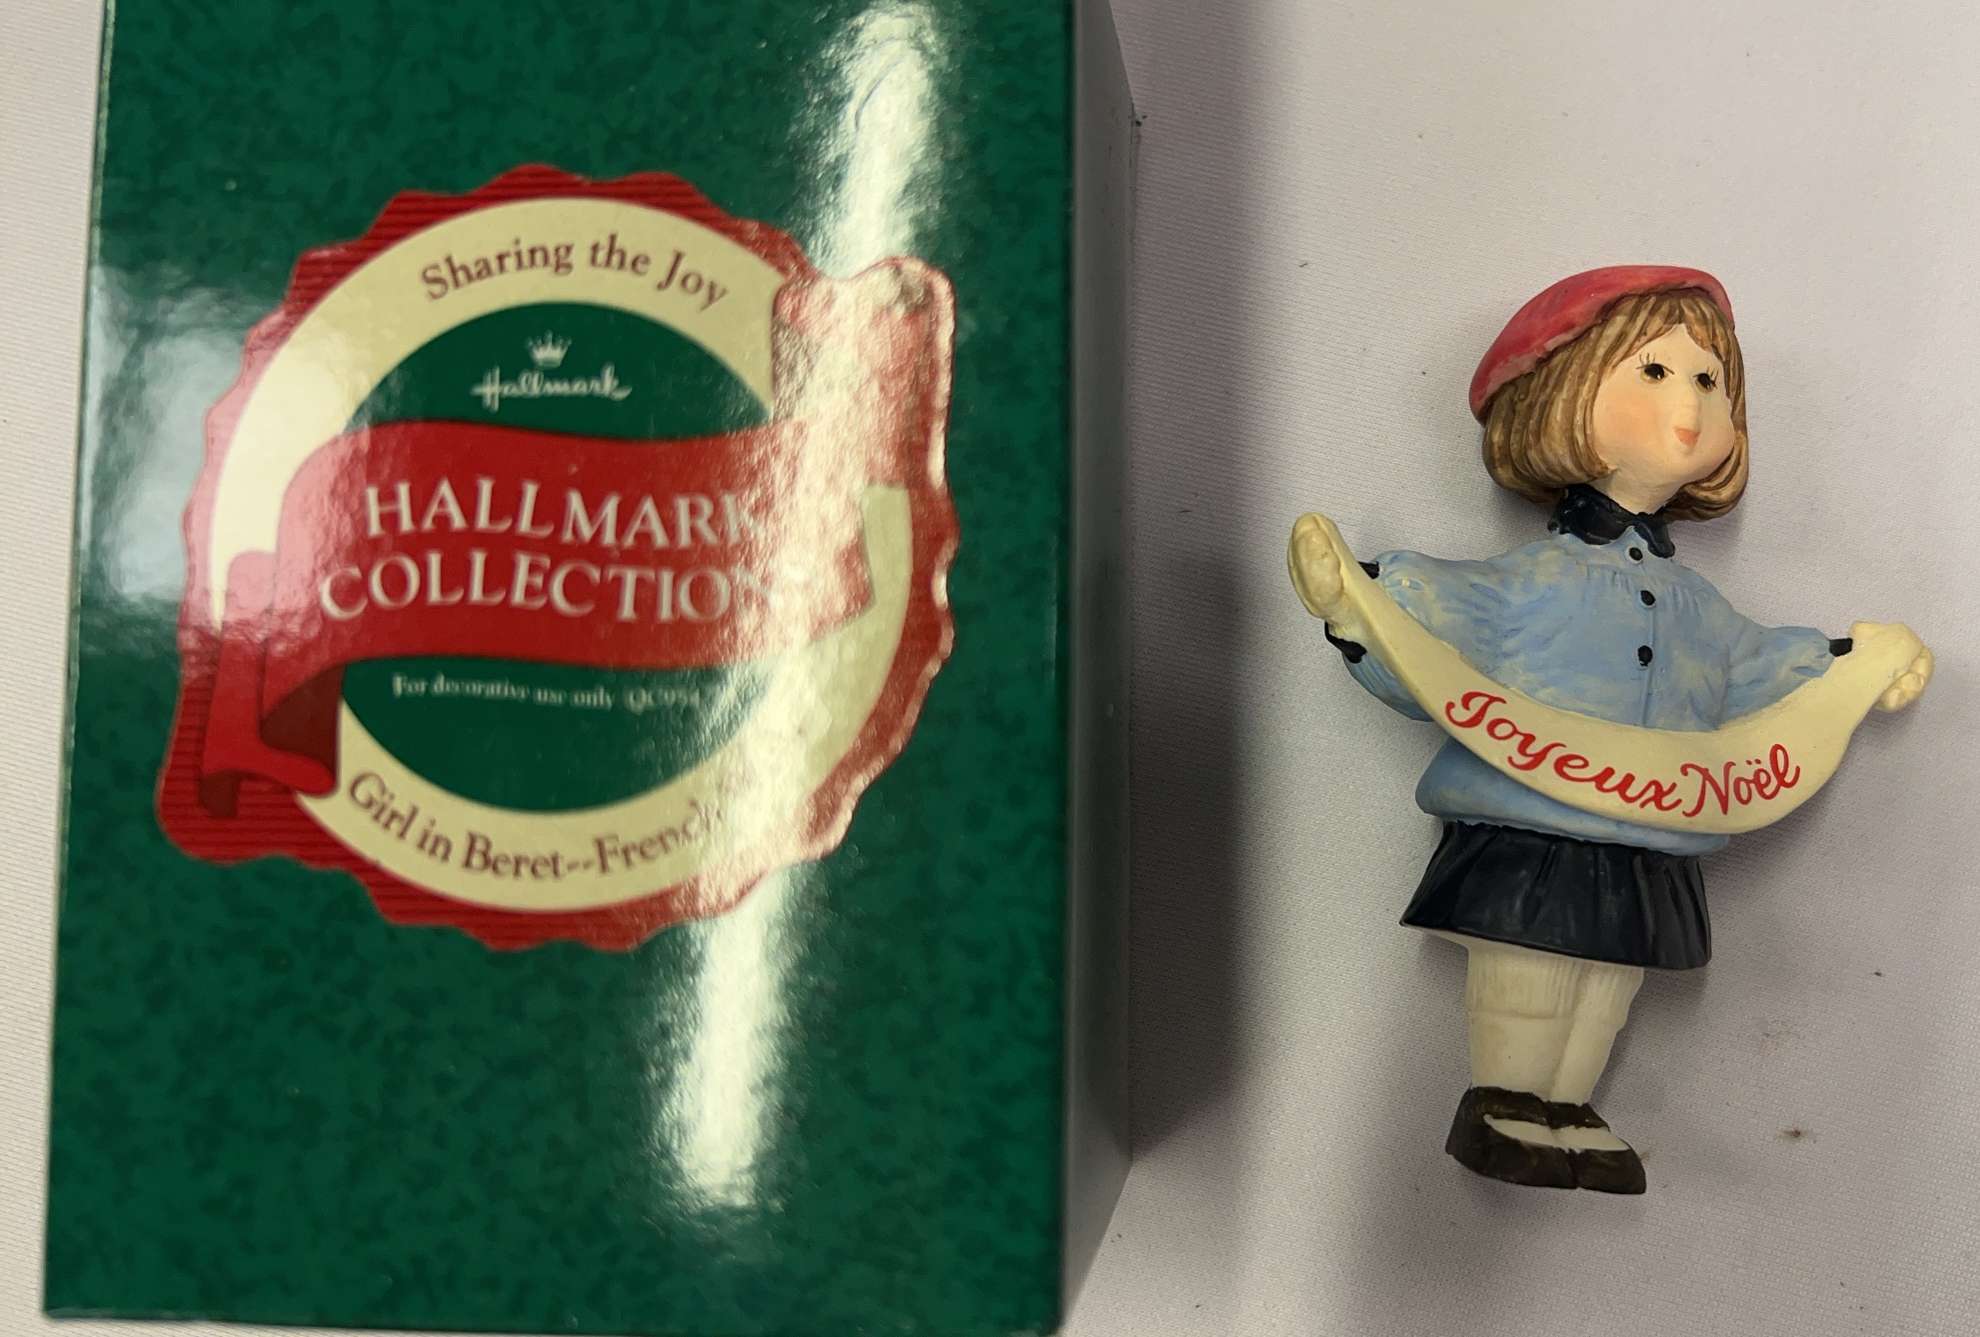 Sharing the Joy
Hallmark
HALLMARK
COLLECTION
For decorative use only
Girl in Beret--French
Joyeux Noël